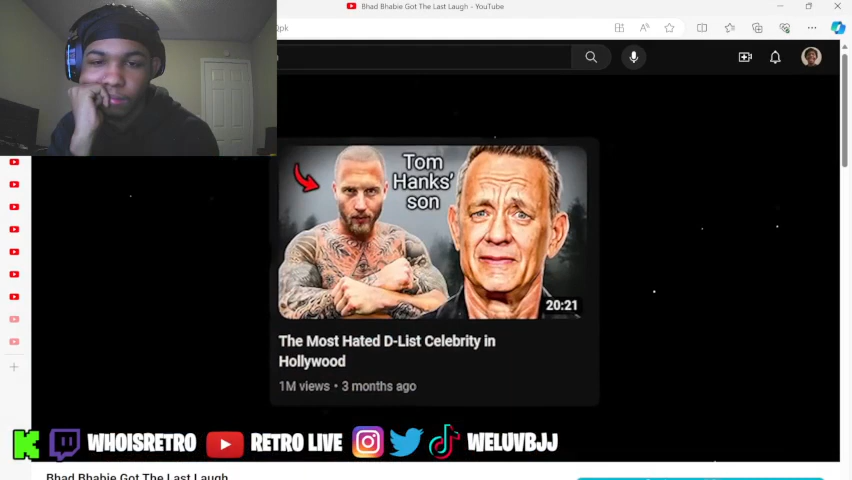 Bhad Bhabie Got The Last Laugh - YouTube
Tom
Hanks'
son
20:21
The Most Hated D-List Celebrity in
Hollywood
1M views • 3 months ago
WHOISRETRO
RETRO LIVE
WELUVBJJ
Bhad Bhabie Got The Last Laugh